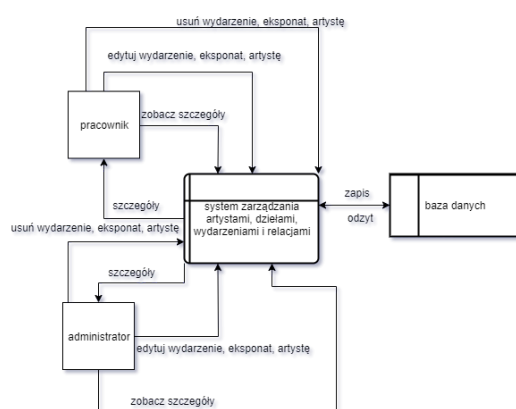 usuń wydarzenie, eksponat, artystę
edytuj wydarzenie, eksponat, artystę
zobacz szczegóły
pracownik
szczegóły
system zarządzania
artystami, dziełami,
wydarzeniami i relacjami
zapis
odzyt
baza danych
usuń wydarzenie, eksponat, artystę
szczegóły
administrator
edytuj wydarzenie, eksponat, artystę
zobacz szczegóły